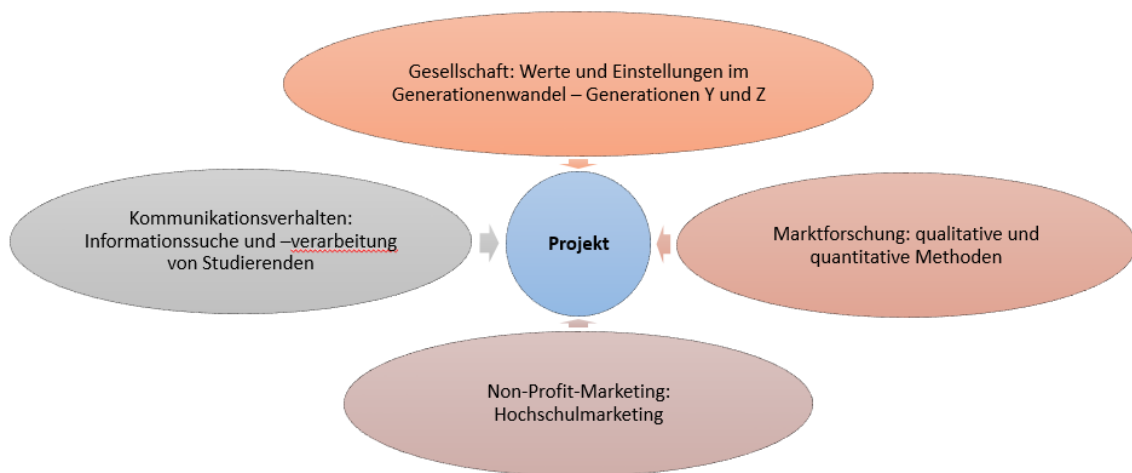 Gesellschaft: Werte und Einstellungen im
Generationenwandel – Generationen Y und Z
Kommunikationsverhalten:
Informationssuche und –verarbeitung
von Studierenden
Projekt
Marktforschung: qualitative und
quantitative Methoden
Non-Profit-Marketing:
Hochschulmarketing